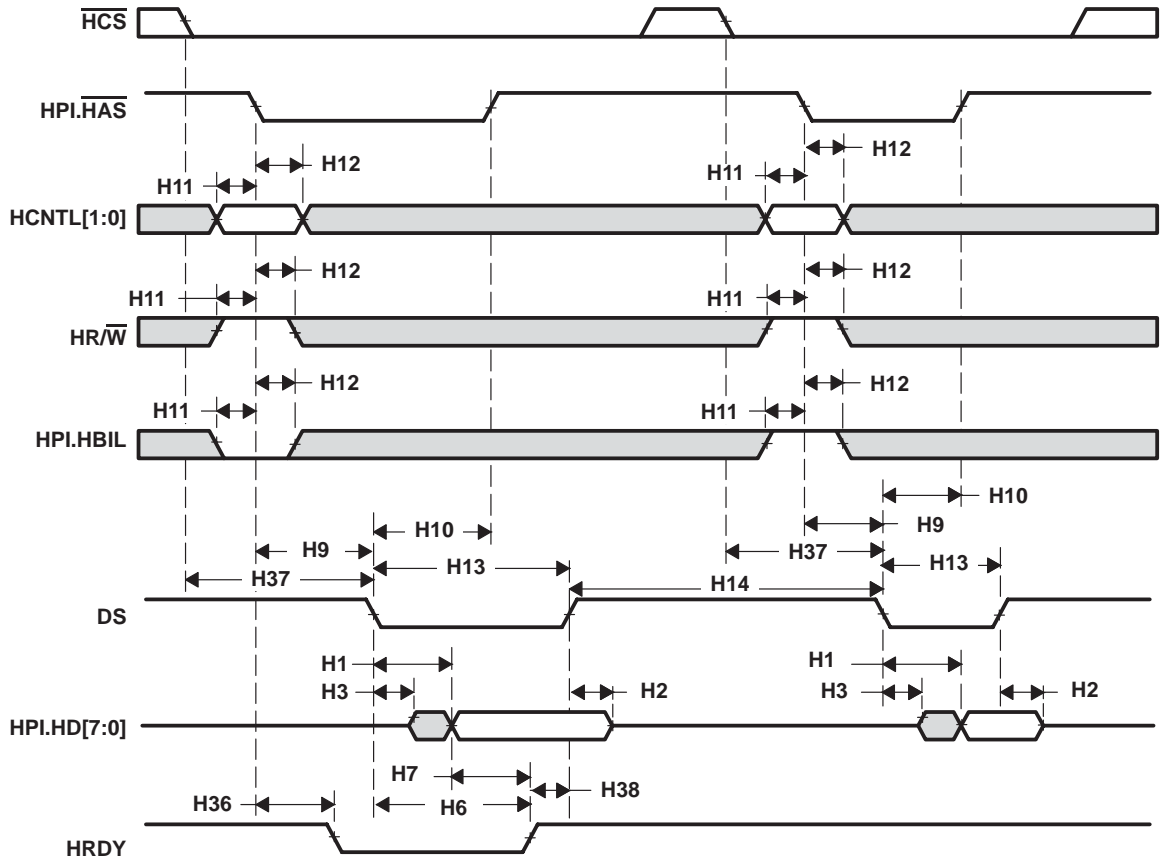 HCS
HPI.HAS
H12 H12
H11 H11
HCNTL[1:0]
H12 H12
H11 H11
HR/W
H12 H12
H11 H11
HPI.HBIL
H10
H10 H9
H9 H37
H37 H13 H14 H13
DS
H1 H1
H3 H2 H3 H2
HPI.HD[7:0]
H7 H38
H36 H6
HRDY